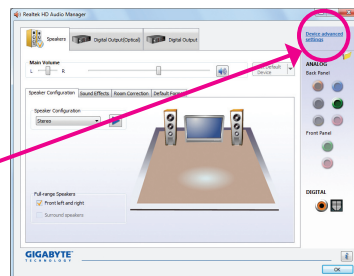 Realtek HD Audio Manager
Speakers
Digital Output(Optical)
Digital Output
Device advanced
settings
Main Volume
L
R
Default
Device
ANALOG
Back Panel
Speaker Configuration
Sound Effects
Room Correction
Default Format
Speaker Configuration
Stereo
Front Panel
Full-range Speakers
Front left and right
Surround speakers
DIGITAL
GIGABYTE
TECHNOLOGY
OK